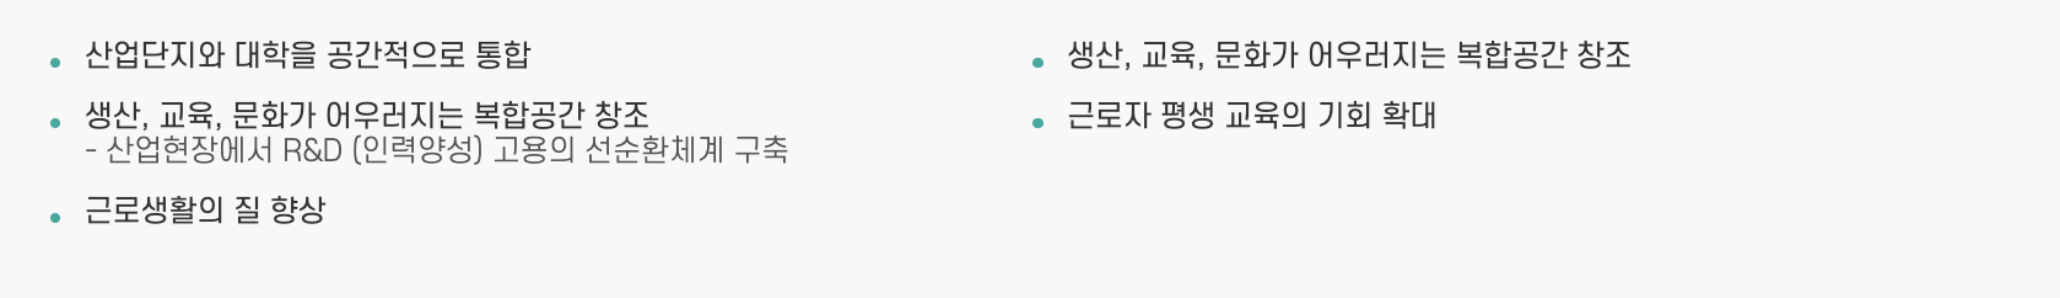 산업단지와 대학을 공간적으로 통합
생산, 교육, 문화가 어우러지는 복합공간 창조
- 산업현장에서 R&D (인력양성) 고용의 선순환체계 구축
근로생활의 질 향상
생산, 교육, 문화가 어우러지는 복합공간 창조
근로자 평생 교육의 기회 확대